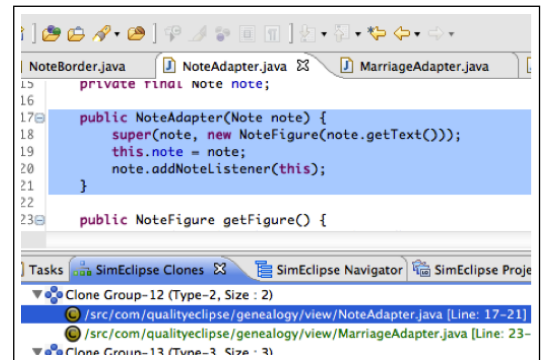 NoteBorder.java NoteAdapter.java MarriageAdapter.java
15 private final Note note;
16
17 public NoteAdapter(Note note) {
18 super(note, new NoteFigure(note.getText()));
19 this.note = note;
20 note.addNoteListener(this);
21 }
22
23 public NoteFigure getFigure() {
Tasks SimEclipse Clones SimEclipse Navigator SimEclipse Proje
Clone Group-12 (Type-2, Size : 2)
/src/com/qualityeclipse/genealogy/view/NoteAdapter.java [Line: 17-21]
/src/com/qualityeclipse/genealogy/view/MarriageAdapter.java [Line: 23-
Clone Group-13 (Type-3, Size : 3)